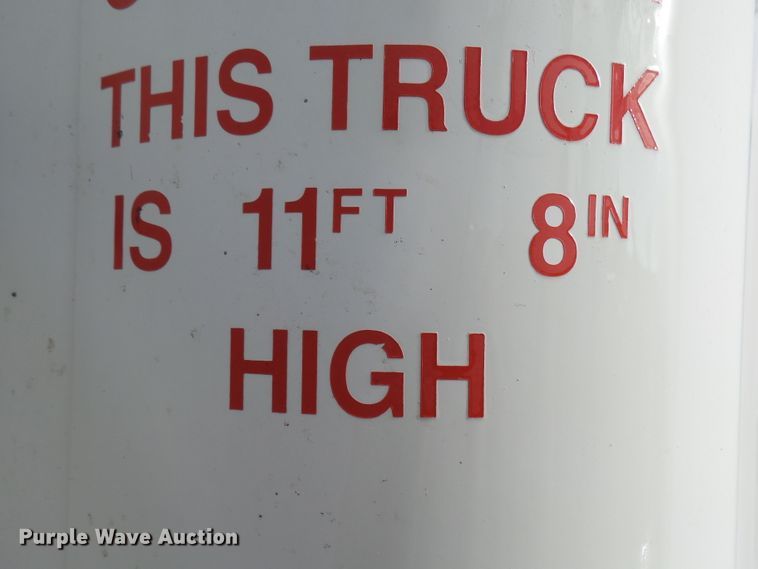 THIS TRUCK
IS 11FT 8IN
HIGH
Purple Wave Auction